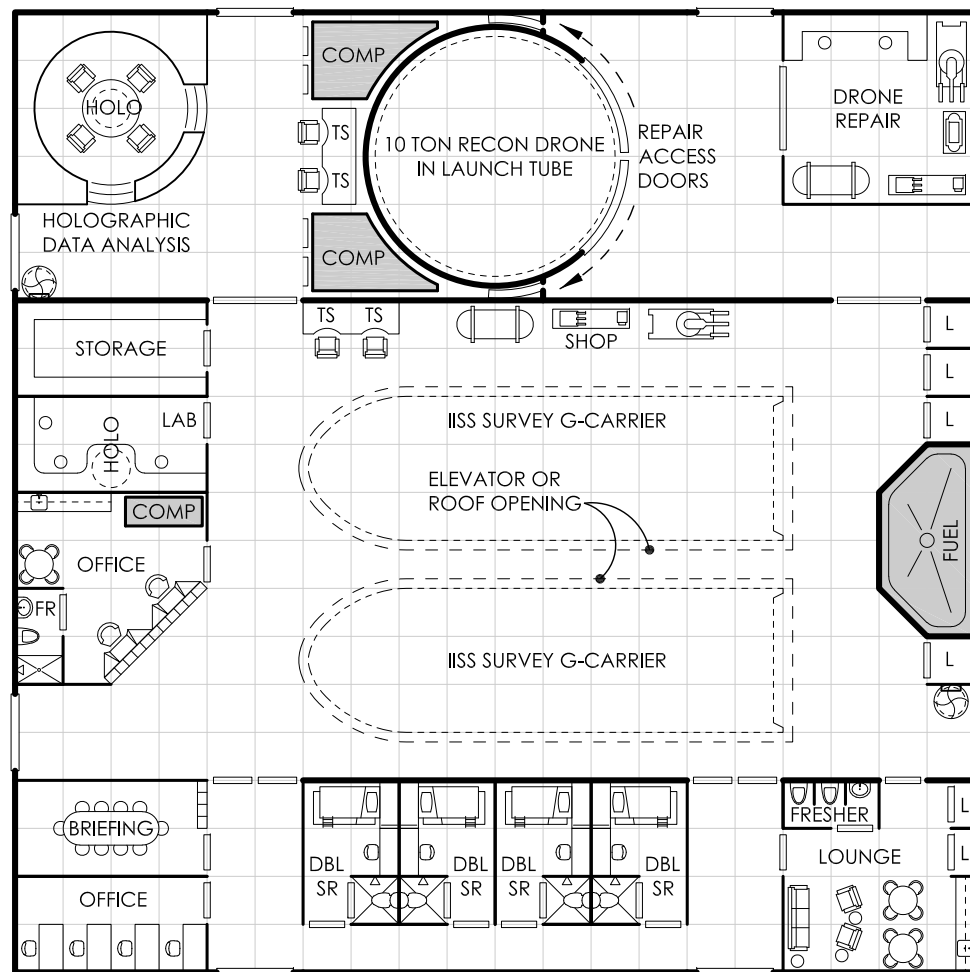 COMP
HOLO
DRONE
REPAIR
TS
10 TON RECON DRONE
IN LAUNCH TUBE
REPAIR
ACCESS
DOORS
TS
HOLOGRAPHIC
DATA ANALYSIS
COMP
TS
TS
SHOP
L
STORAGE
L
LAB
HOLO
IISS SURVEY G-CARRIER
L
ELEVATOR OR
ROOF OPENING
COMP
OFFICE
FUEL
FR
IISS SURVEY G-CARRIER
L
BRIEFING
FRESHER
L
DBL
SR
DBL
SR
DBL
SR
DBL
SR
LOUNGE
L
OFFICE